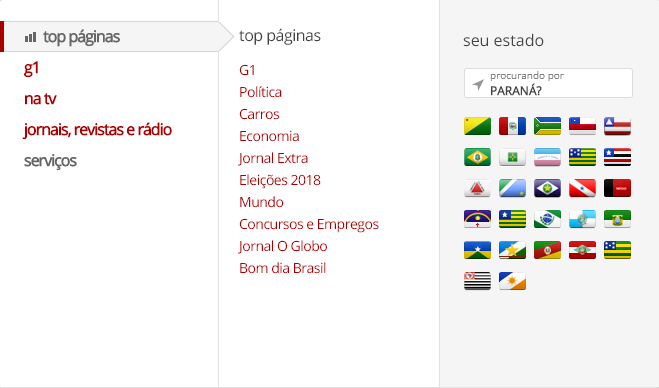 top páginas
g1
na tv
jornais, revistas e rádio
serviços
top páginas
G1
Política
Carros
Economia
Jornal Extra
Eleições 2018
Mundo
Concursos e Empregos
Jornal O Globo
Bom dia Brasil
seu estado
procurando por
PARANÁ?